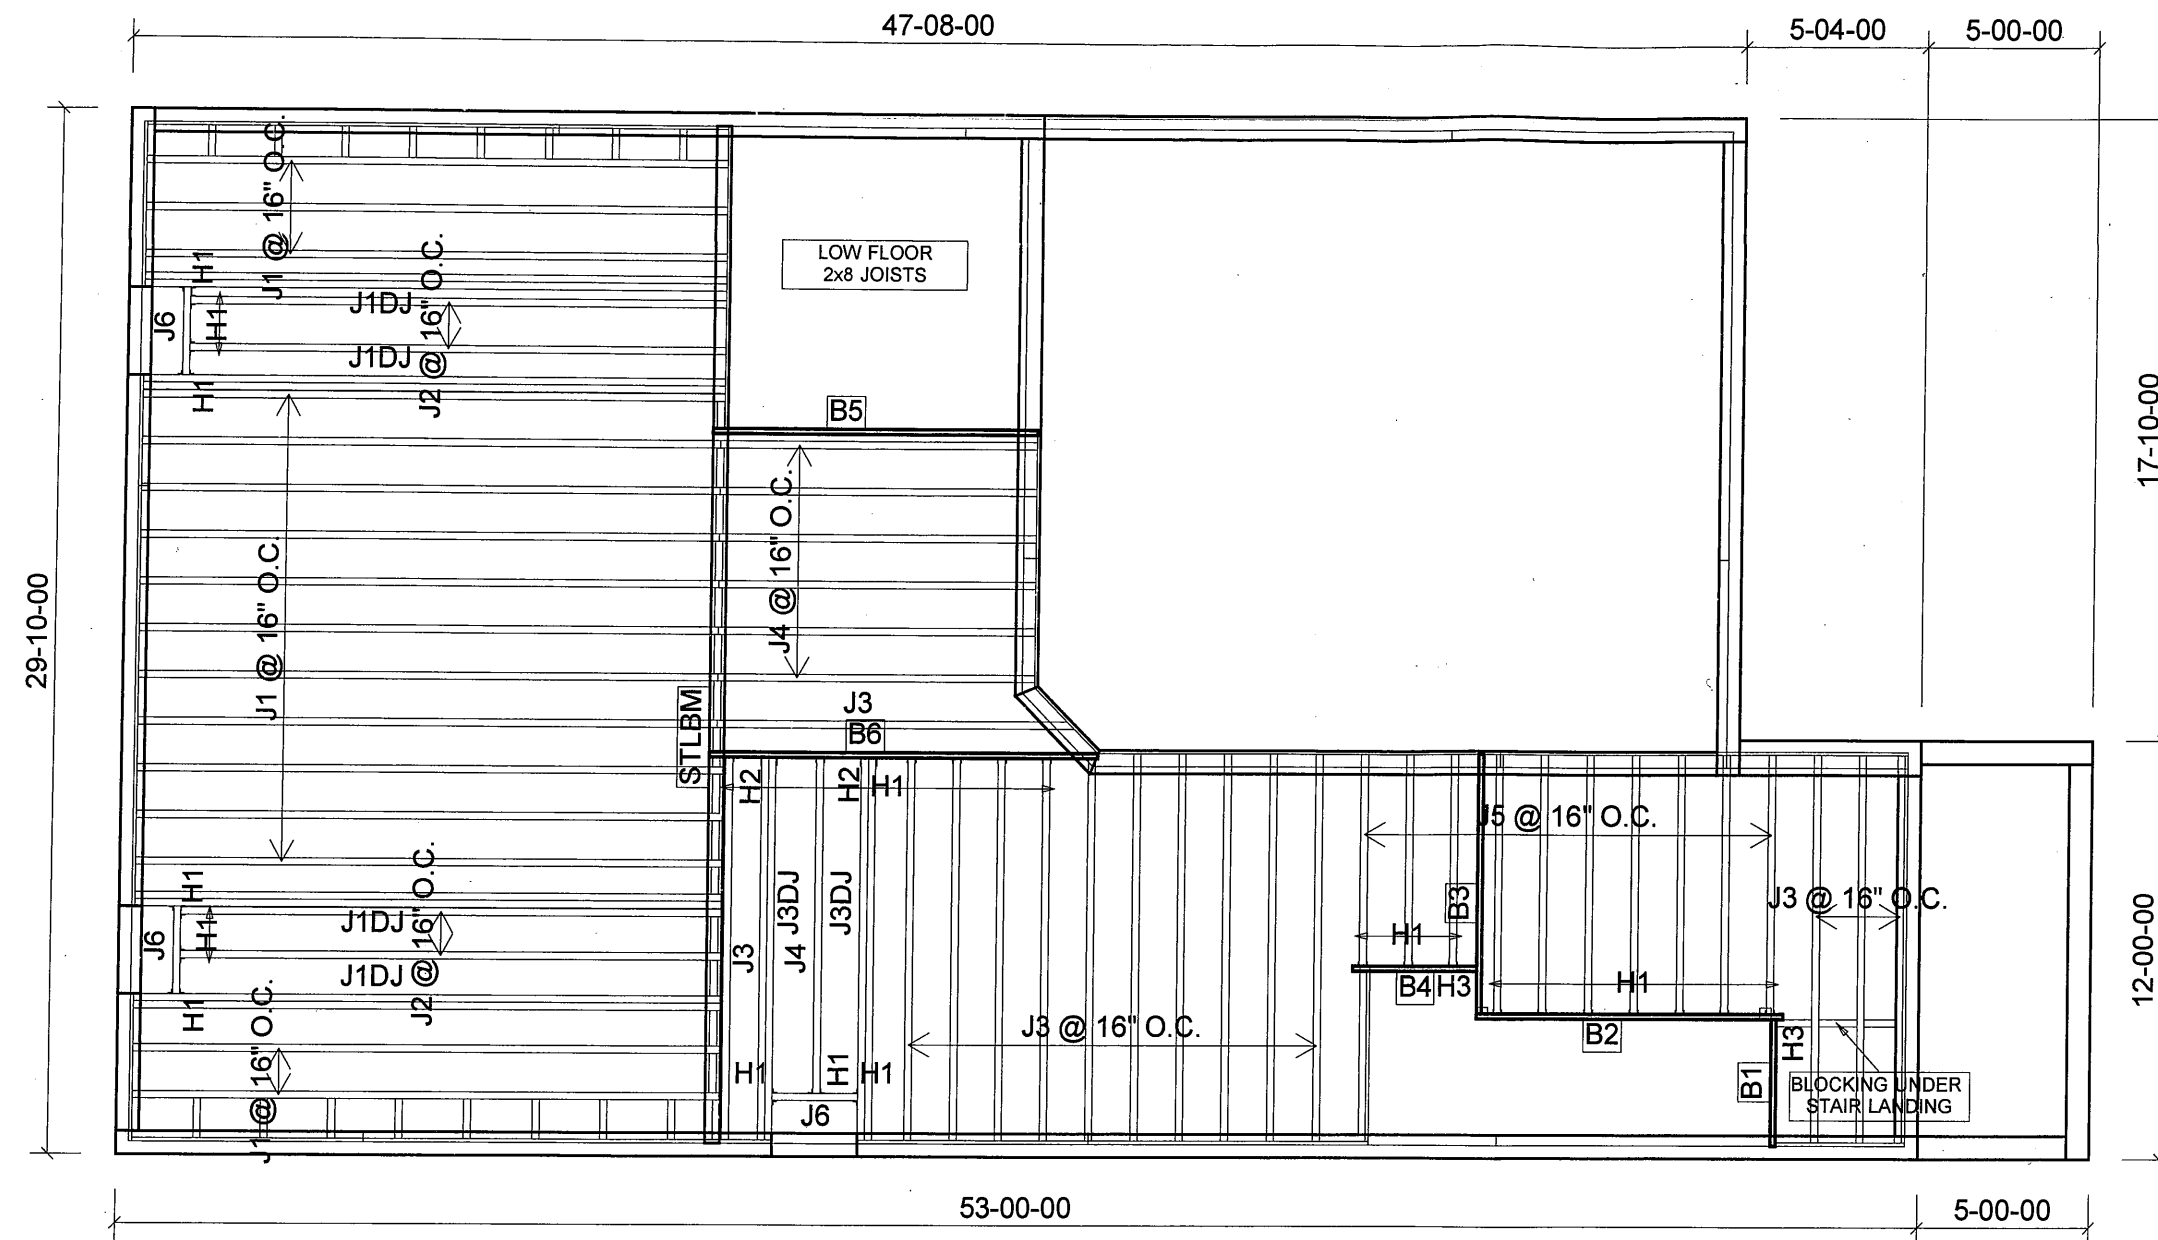 47-08-00
5-04-00
5-00-00
29-10-00
17-10-00
12-00-00
J1 @ 16" O.C.
H1
J6
H1
H1
J1DJ
J1DJ
J2 @ 16" O.C.
LOW FLOOR
2x8 JOISTS
B5
J4 @ 16" O.C.
J1 @ 16" O.C.
STLBM
J3
B6
H2
H2
H1
J5 @ 16" O.C.
J3 @ 16" O.C.
H1
J6
H1
H1
J1DJ
J1DJ
J2 @ 16" O.C.
J1 @ 16" O.C.
J3
J4
J3DJ
J3DJ
H1
H1
H1
J6
J3 @ 16" O.C.
B3
H1
B4
H3
H1
B2
H3
B1
BLOCKING UNDER
STAIR LANDING
53-00-00
5-00-00